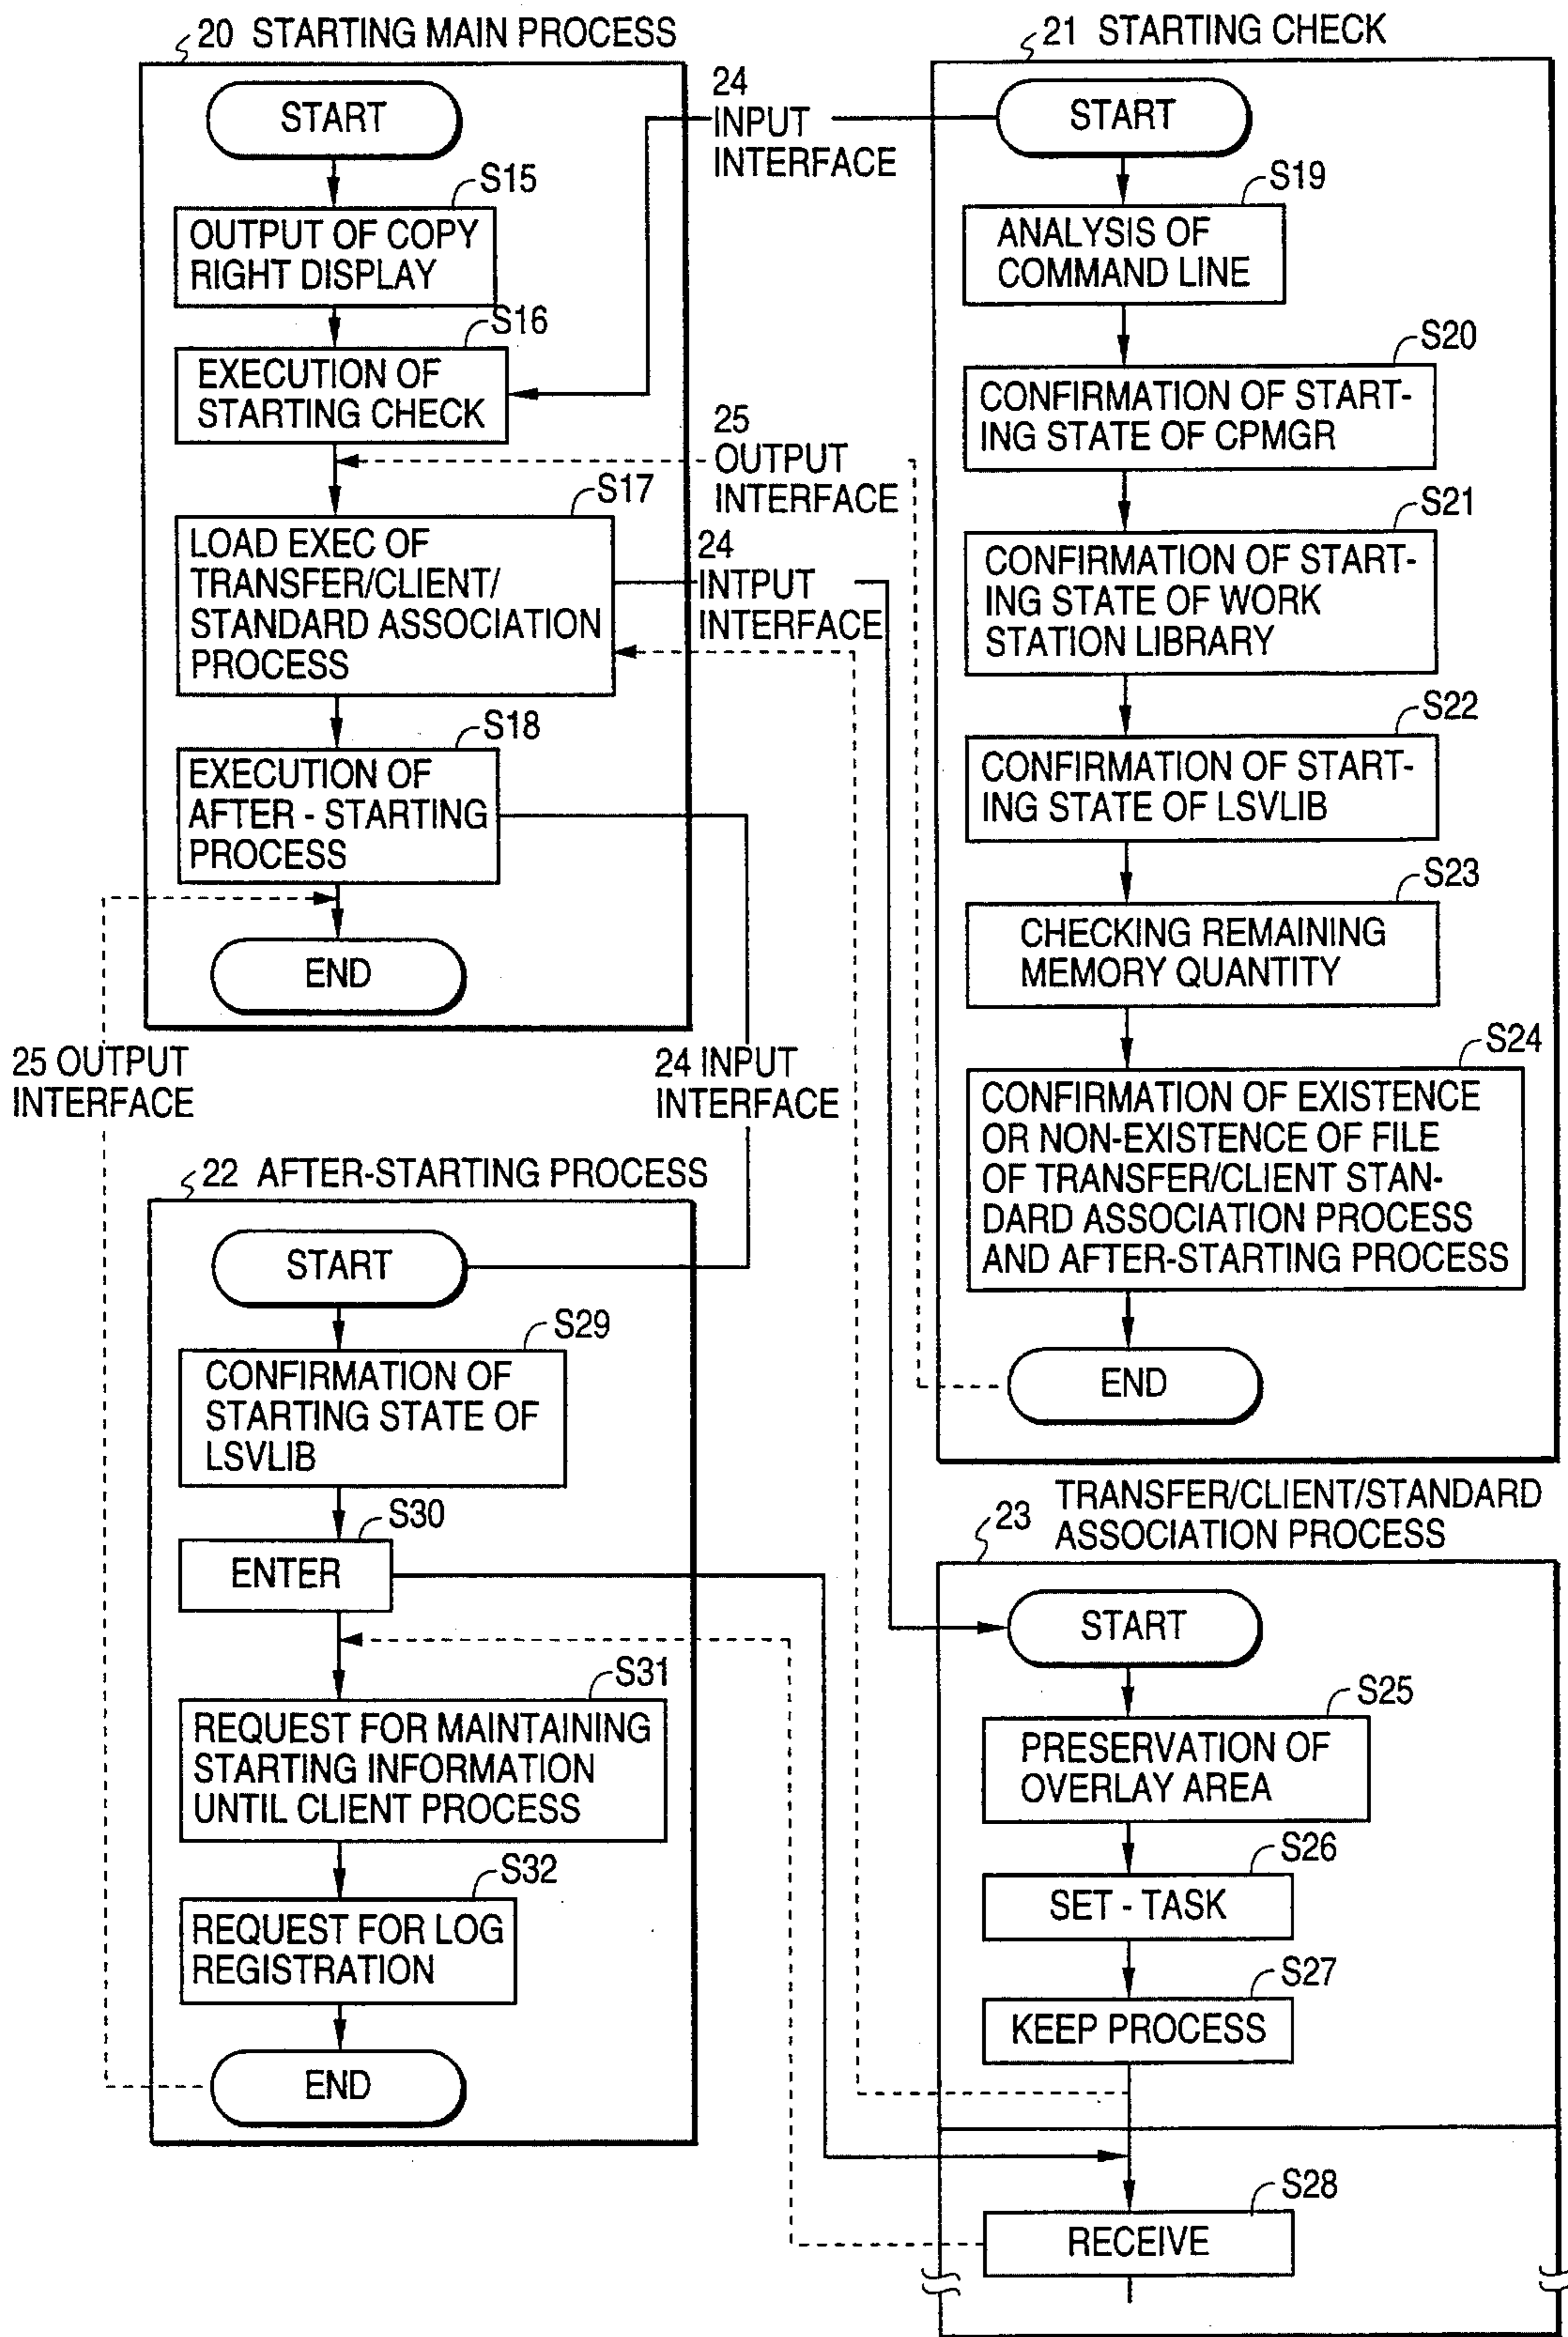 20 STARTING MAIN PROCESS
START
S15
OUTPUT OF COPY
RIGHT DISPLAY
S16
EXECUTION OF
STARTING CHECK
S17
LOAD EXEC OF
TRANSFER/CLIENT/
STANDARD ASSOCIATION
PROCESS
S18
EXECUTION OF
AFTER - STARTING
PROCESS
END
24
INPUT
INTERFACE
25
OUTPUT
INTERFACE
24
INTPUT
INTERFACE
25 OUTPUT
INTERFACE
24 INPUT
INTERFACE
21 STARTING CHECK
START
S19
ANALYSIS OF
COMMAND LINE
S20
CONFIRMATION OF START-
ING STATE OF CPMGR
S21
CONFIRMATION OF START-
ING STATE OF WORK
STATION LIBRARY
S22
CONFIRMATION OF START-
ING STATE OF LSVLIB
S23
CHECKING REMAINING
MEMORY QUANTITY
S24
CONFIRMATION OF EXISTENCE
OR NON-EXISTENCE OF FILE
OF TRANSFER/CLIENT STAN-
DARD ASSOCIATION PROCESS
AND AFTER-STARTING PROCESS
END
22 AFTER-STARTING PROCESS
START
S29
CONFIRMATION OF
STARTING STATE OF
LSVLIB
S30
ENTER
S31
REQUEST FOR MAINTAINING
STARTING INFORMATION
UNTIL CLIENT PROCESS
S32
REQUEST FOR LOG
REGISTRATION
END
23 TRANSFER/CLIENT/STANDARD
ASSOCIATION PROCESS
START
S25
PRESERVATION OF
OVERLAY AREA
S26
SET - TASK
S27
KEEP PROCESS
S28
RECEIVE